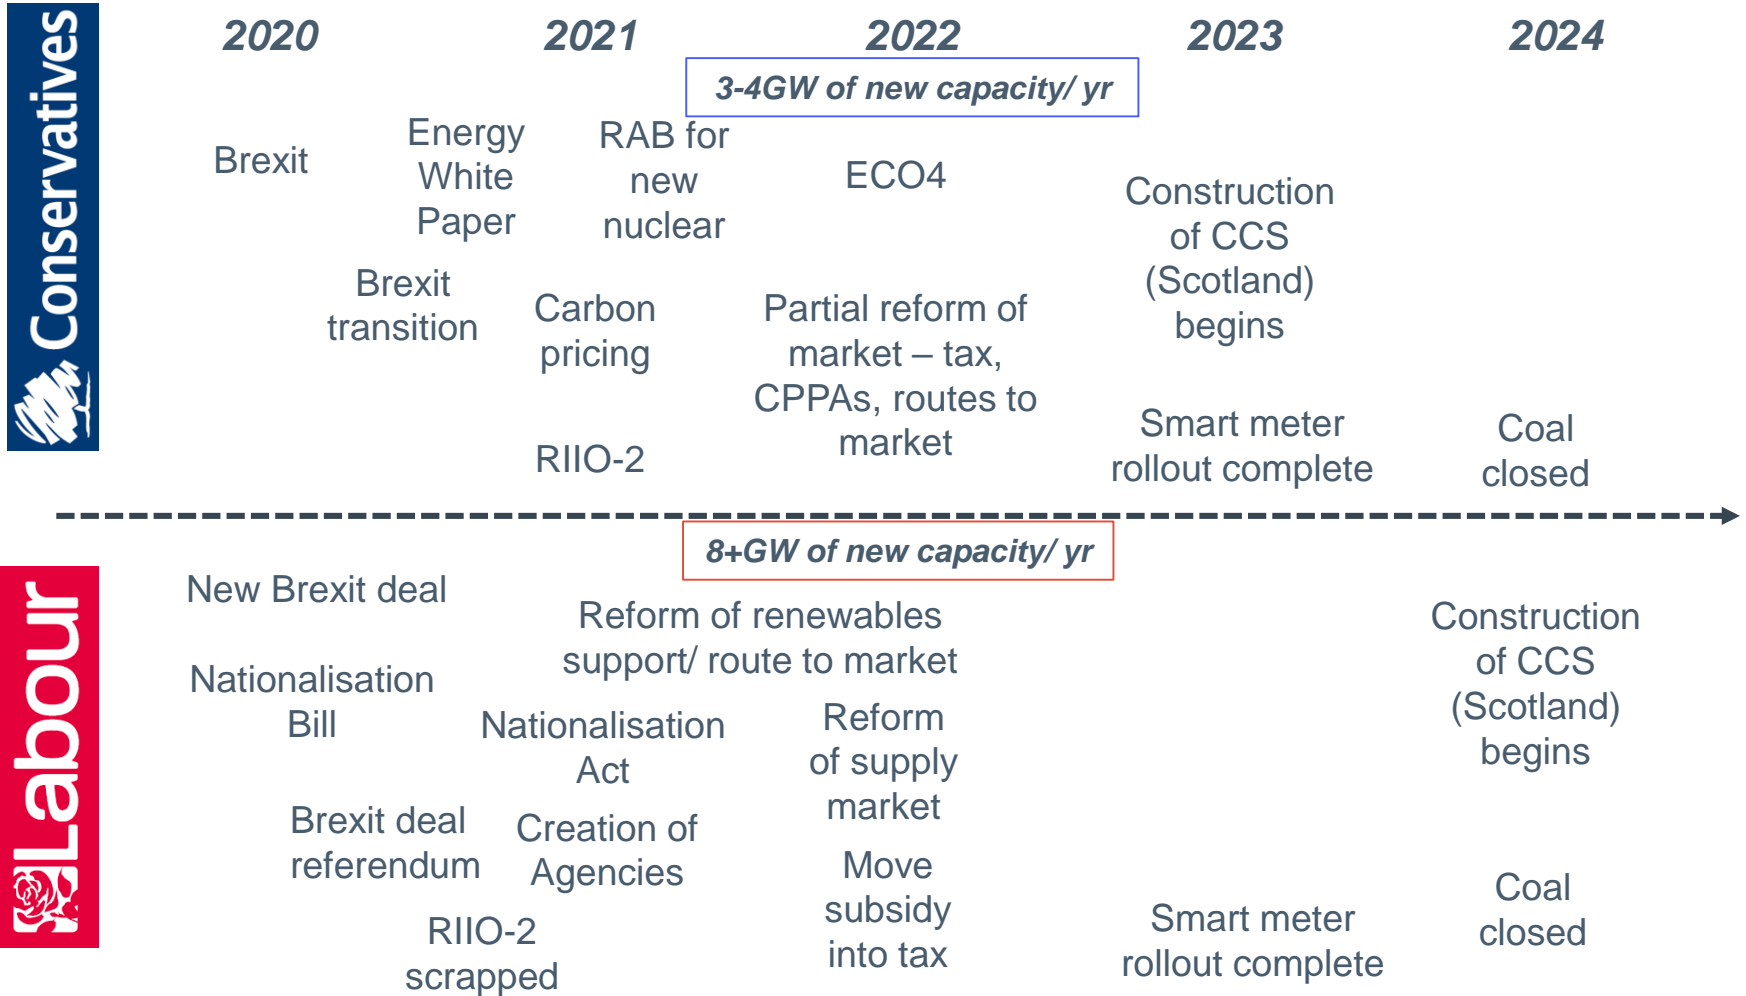 Conservatives
2020
2021
2022
2023
2024
3-4GW of new capacity/ yr
Brexit
Energy
White
Paper
RAB for
new
nuclear
ECO4
Construction
of CCS
(Scotland)
begins
Brexit
transition
Carbon
pricing
Partial reform of
market – tax,
CPPAs, routes to
market
RIIO-2
Smart meter
rollout complete
Coal
closed
Labour
8+GW of new capacity/ yr
New Brexit deal
Reform of renewables
support/ route to market
Construction
of CCS
(Scotland)
begins
Nationalisation
Bill
Nationalisation
Act
Reform
of supply
market
Brexit deal
referendum
Creation of
Agencies
Move
subsidy
into tax
RIIO-2
scrapped
Smart meter
rollout complete
Coal
closed